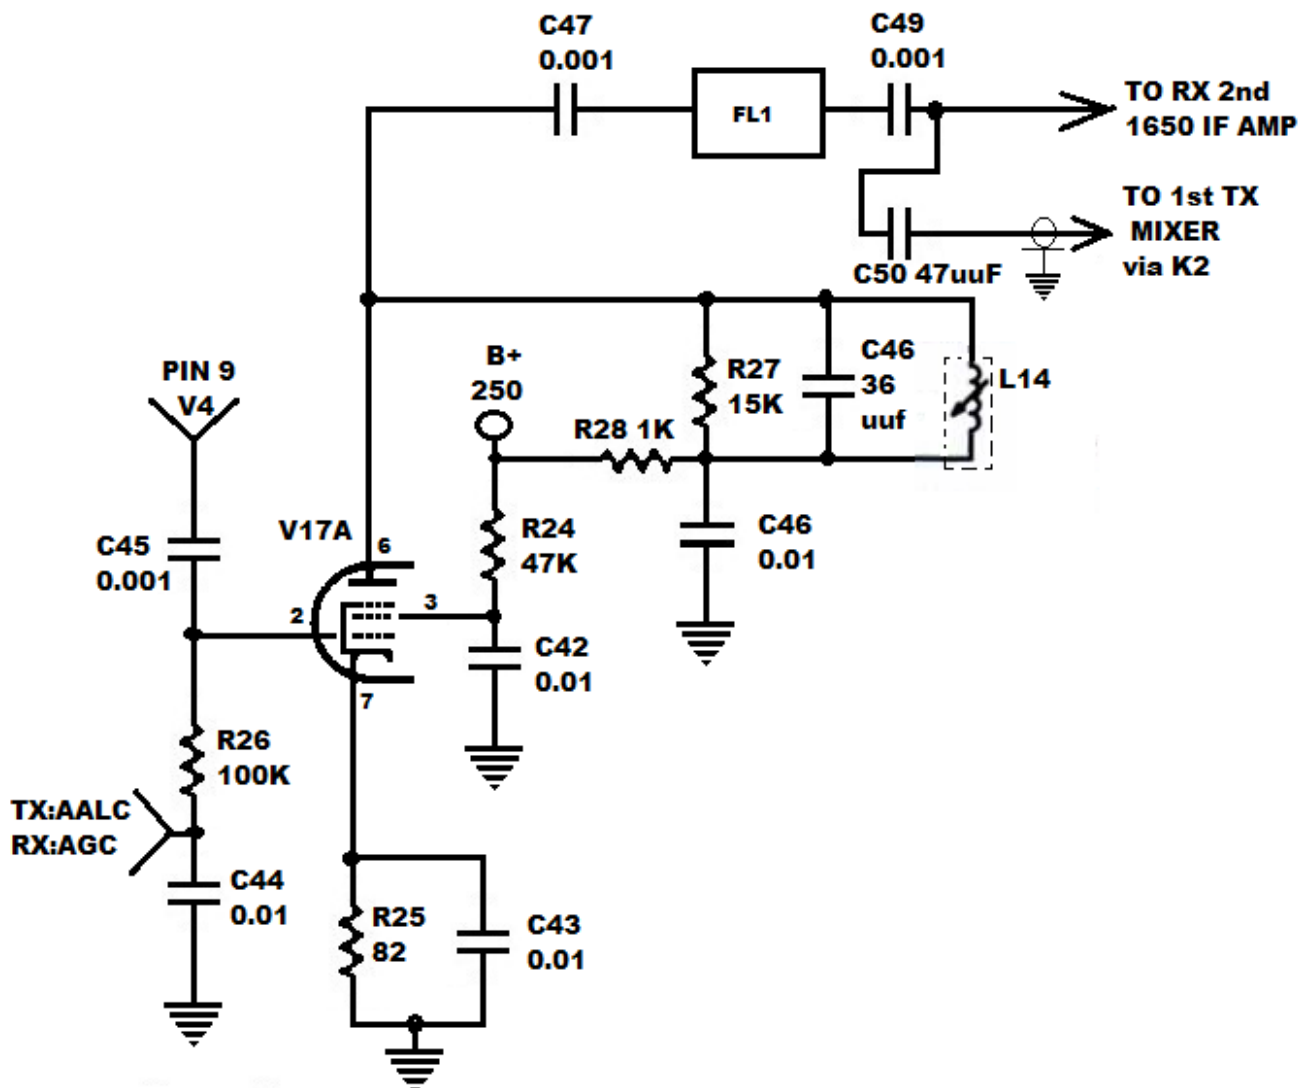 C47
0.001
C49
0.001
FL1
TO RX 2nd
1650 IF AMP
TO 1st TX
MIXER
via K2
C50 47uuF
B+
250
R27
15K
C46
36
uuf
L14
PIN 9
V4
R28 1K
V17A
6
R24
47K
C46
0.01
C45
0.001
2
3
C42
0.01
7
R26
100K
TX:AALC
RX:AGC
C44
0.01
R25
82
C43
0.01